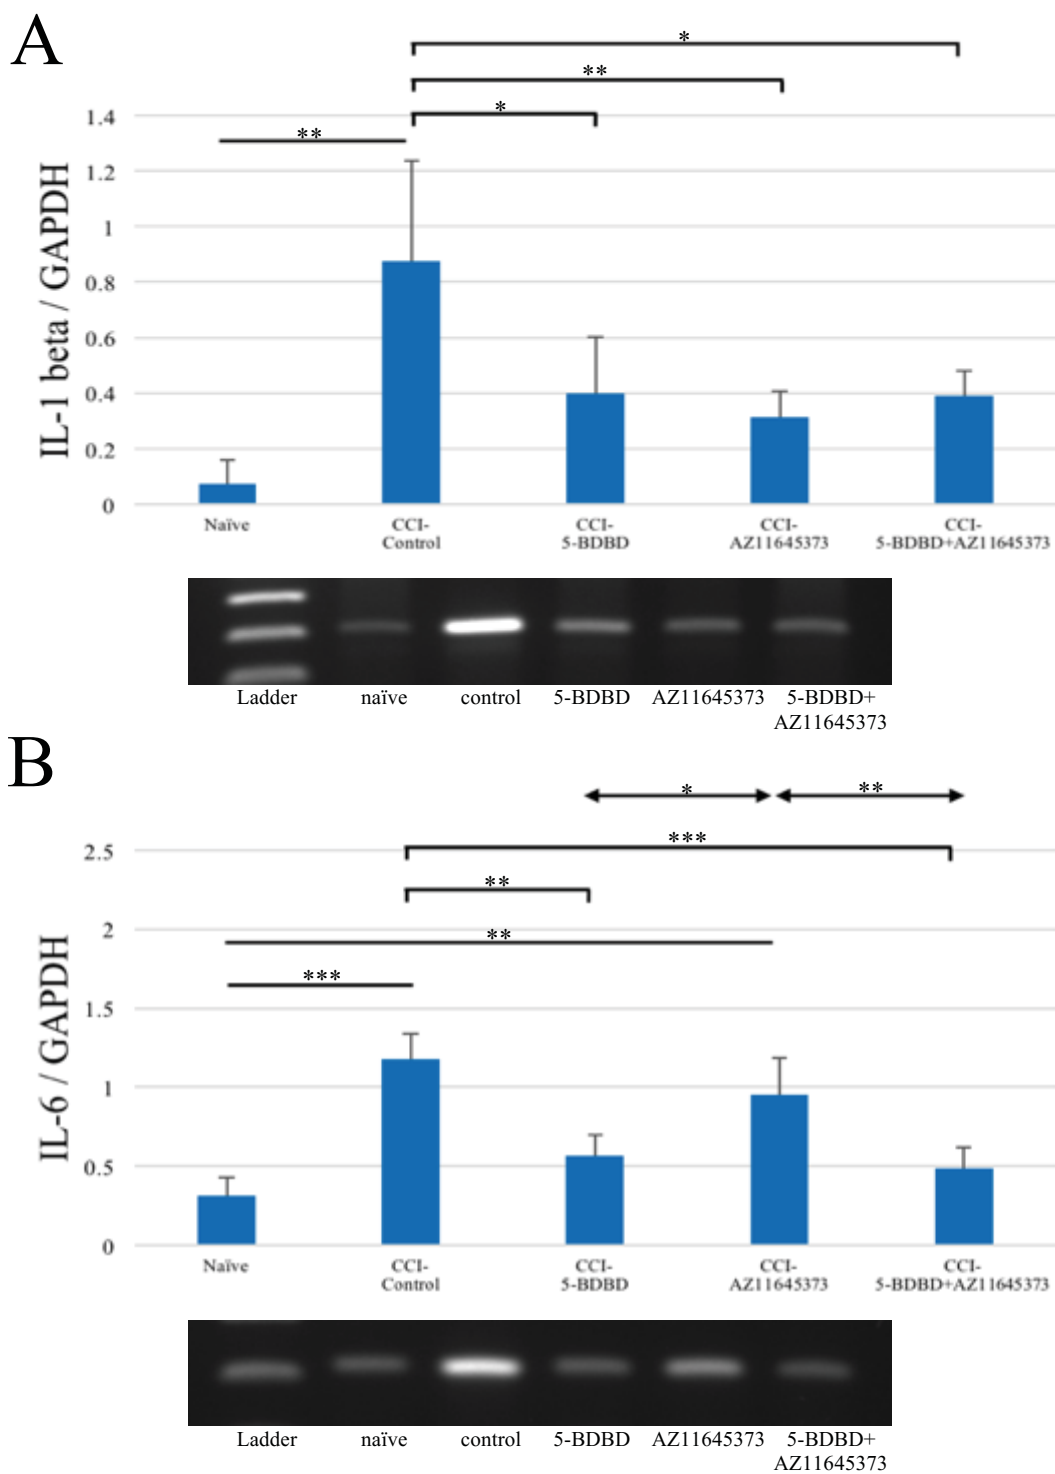 A
*
**
*
**
1.4
1.2
1
0.8
0.6
0.4
0.2
0
IL-1 beta / GAPDH
Naïve
CCI-
Control
CCI-
5-BDBD
CCI-
AZ11645373
CCI-
5-BDBD+AZ11645373
Ladder
naïve
control
5-BDBD
AZ11645373
5-BDBD+
AZ11645373
B
*
**
***
**
**
***
2.5
2
1.5
1
0.5
0
IL-6 / GAPDH
Naïve
CCI-
Control
CCI-
5-BDBD
CCI-
AZ11645373
CCI-
5-BDBD+AZ11645373
Ladder
naïve
control
5-BDBD
AZ11645373
5-BDBD+
AZ11645373